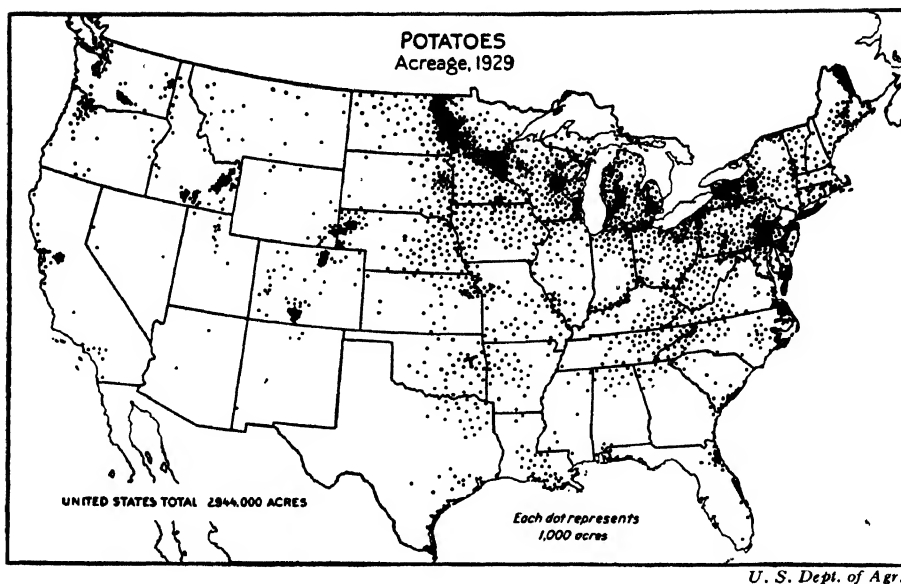 POTATOES
Acreage, 1929
UNITED STATES TOTAL 2,944,000 ACRES
Each dot represents
1,000 acres
U. S. Dept. of Agr